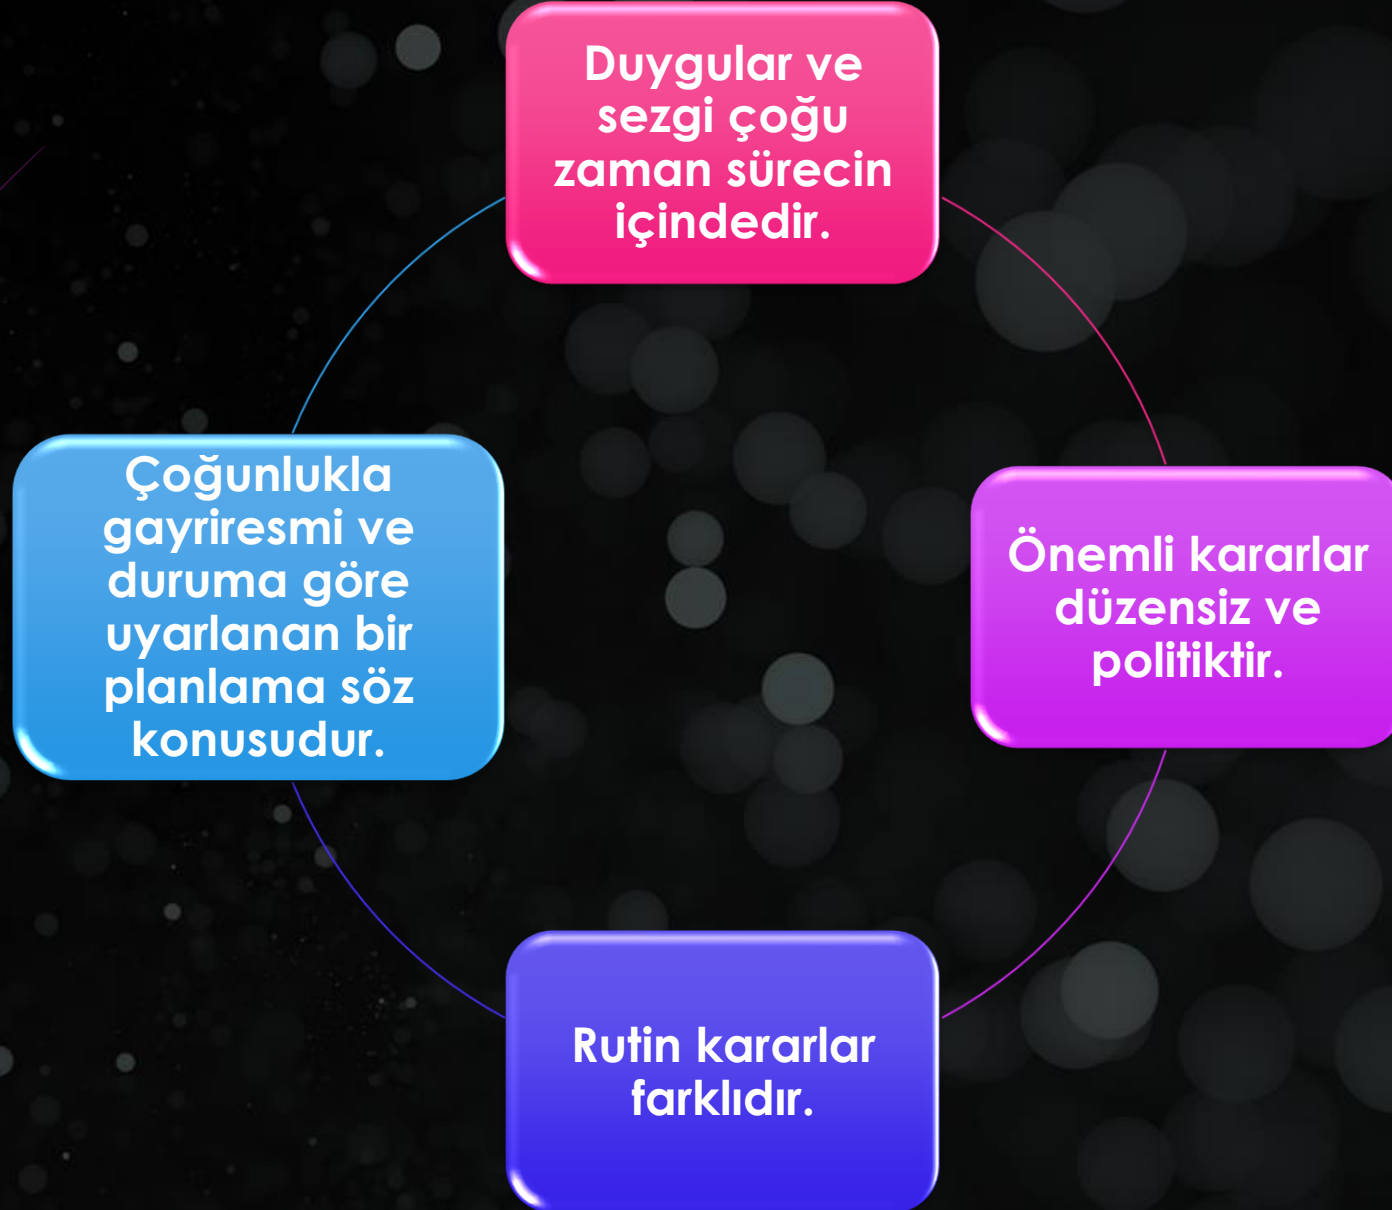 Duygular ve
sezgi çoğu
zaman sürecin
içindedir.
Önemli kararlar
düzensiz ve
politiktir.
Rutin kararlar
farklıdır.
Çoğunlukla
gayriresmi ve
duruma göre
uyarlanan bir
planlama söz
konusudur.